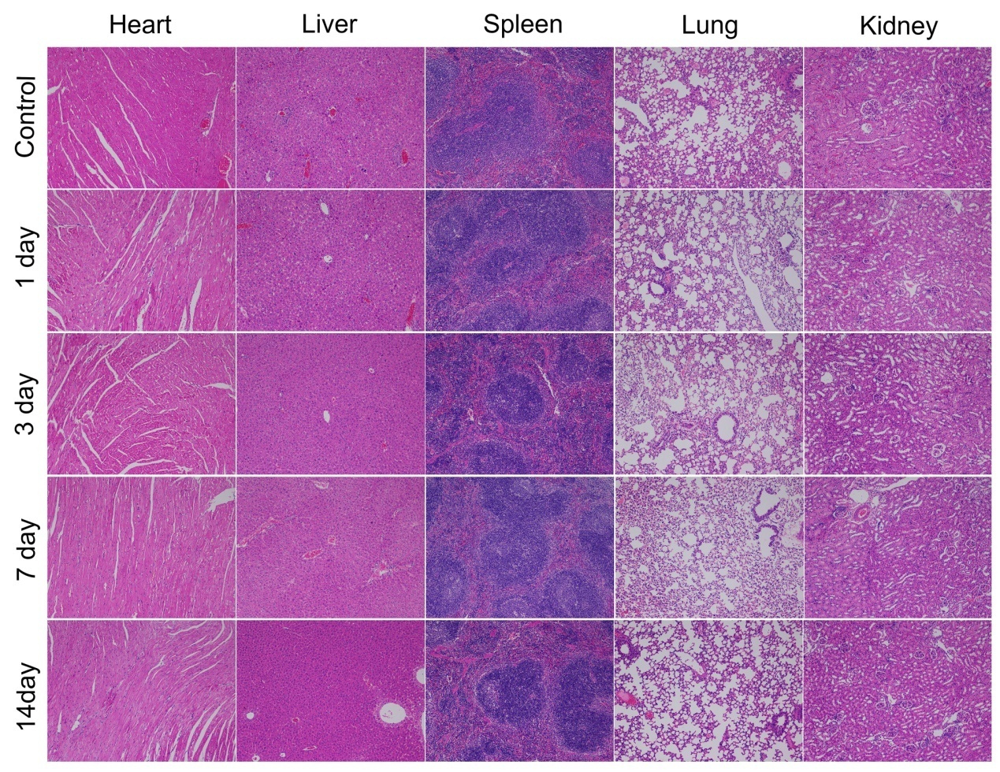 Heart Liver Spleen Lung Kidney
Control
1 day
3 day
7 day
14day